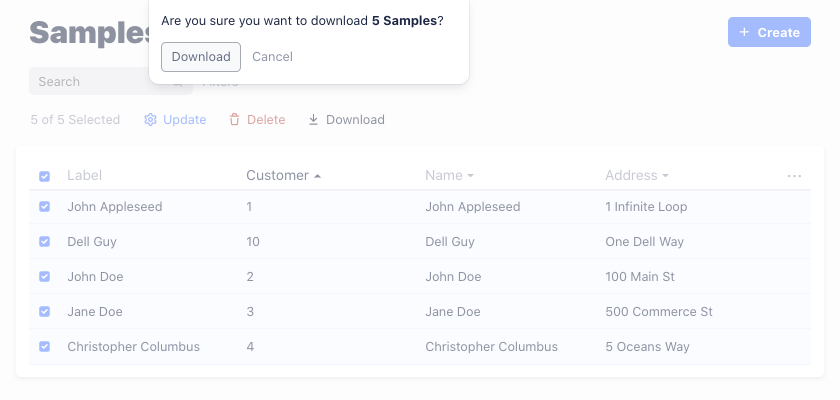 Are you sure you want to download 5 Samples?
Samples
+ Create
Download Cancel
Search Filters
5 of 5 Selected Update Delete Download
Label Customer Name Address ...
John Appleseed 1 John Appleseed 1 Infinite Loop
Dell Guy 10 Dell Guy One Dell Way
John Doe 2 John Doe 100 Main St
Jane Doe 3 Jane Doe 500 Commerce St
Christopher Columbus 4 Christopher Columbus 5 Oceans Way